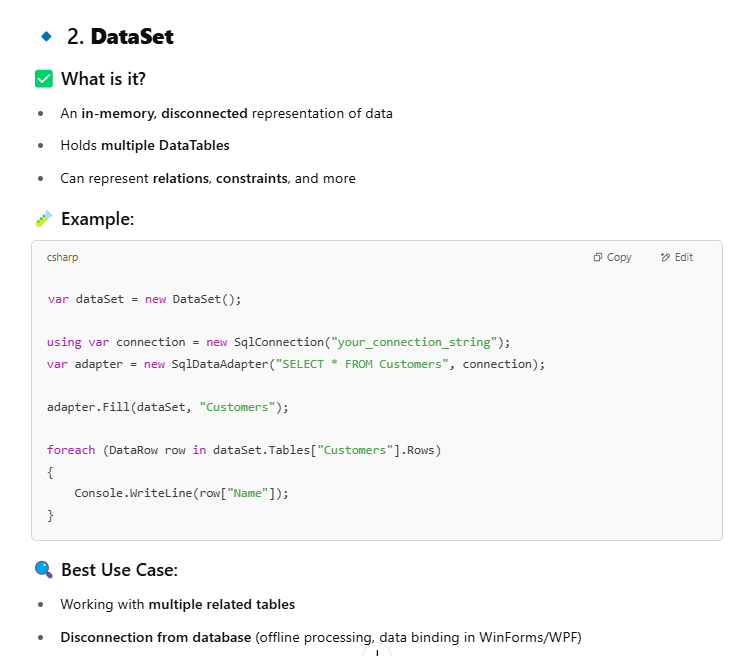 2. DataSet
What is it?
• An in-memory, disconnected representation of data
• Holds multiple DataTables
• Can represent relations, constraints, and more
Example:
csharp Copy Edit
var dataSet = new DataSet();
using var connection = new SqlConnection("your_connection_string");
var adapter = new SqlDataAdapter("SELECT * FROM Customers", connection);
adapter.Fill(dataSet, "Customers");
foreach (DataRow row in dataSet.Tables["Customers"].Rows)
{
    Console.WriteLine(row["Name"]);
}
Best Use Case:
• Working with multiple related tables
• Disconnection from database (offline processing, data binding in WinForms/WPF)